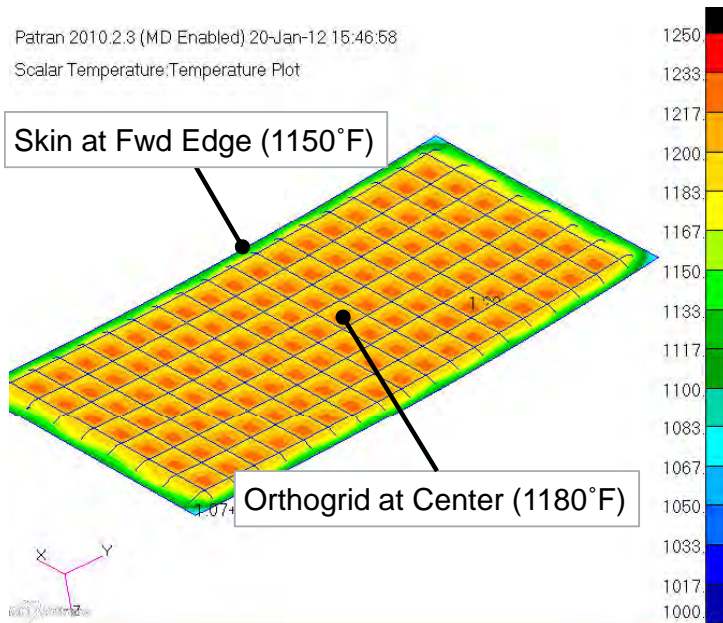 Patran 2010.2.3 (MD Enabled) 20-Jan-12 15:46:58
Scalar Temperature:Temperature Plot
Skin at Fwd Edge (1150˚F)
Orthogrid at Center (1180˚F)
1.07+
X
Y
Z
1250.
1233.
1217.
1200.
1183.
1167.
1150.
1133.
1117.
1100.
1083.
1067.
1050.
1033.
1017.
1000.